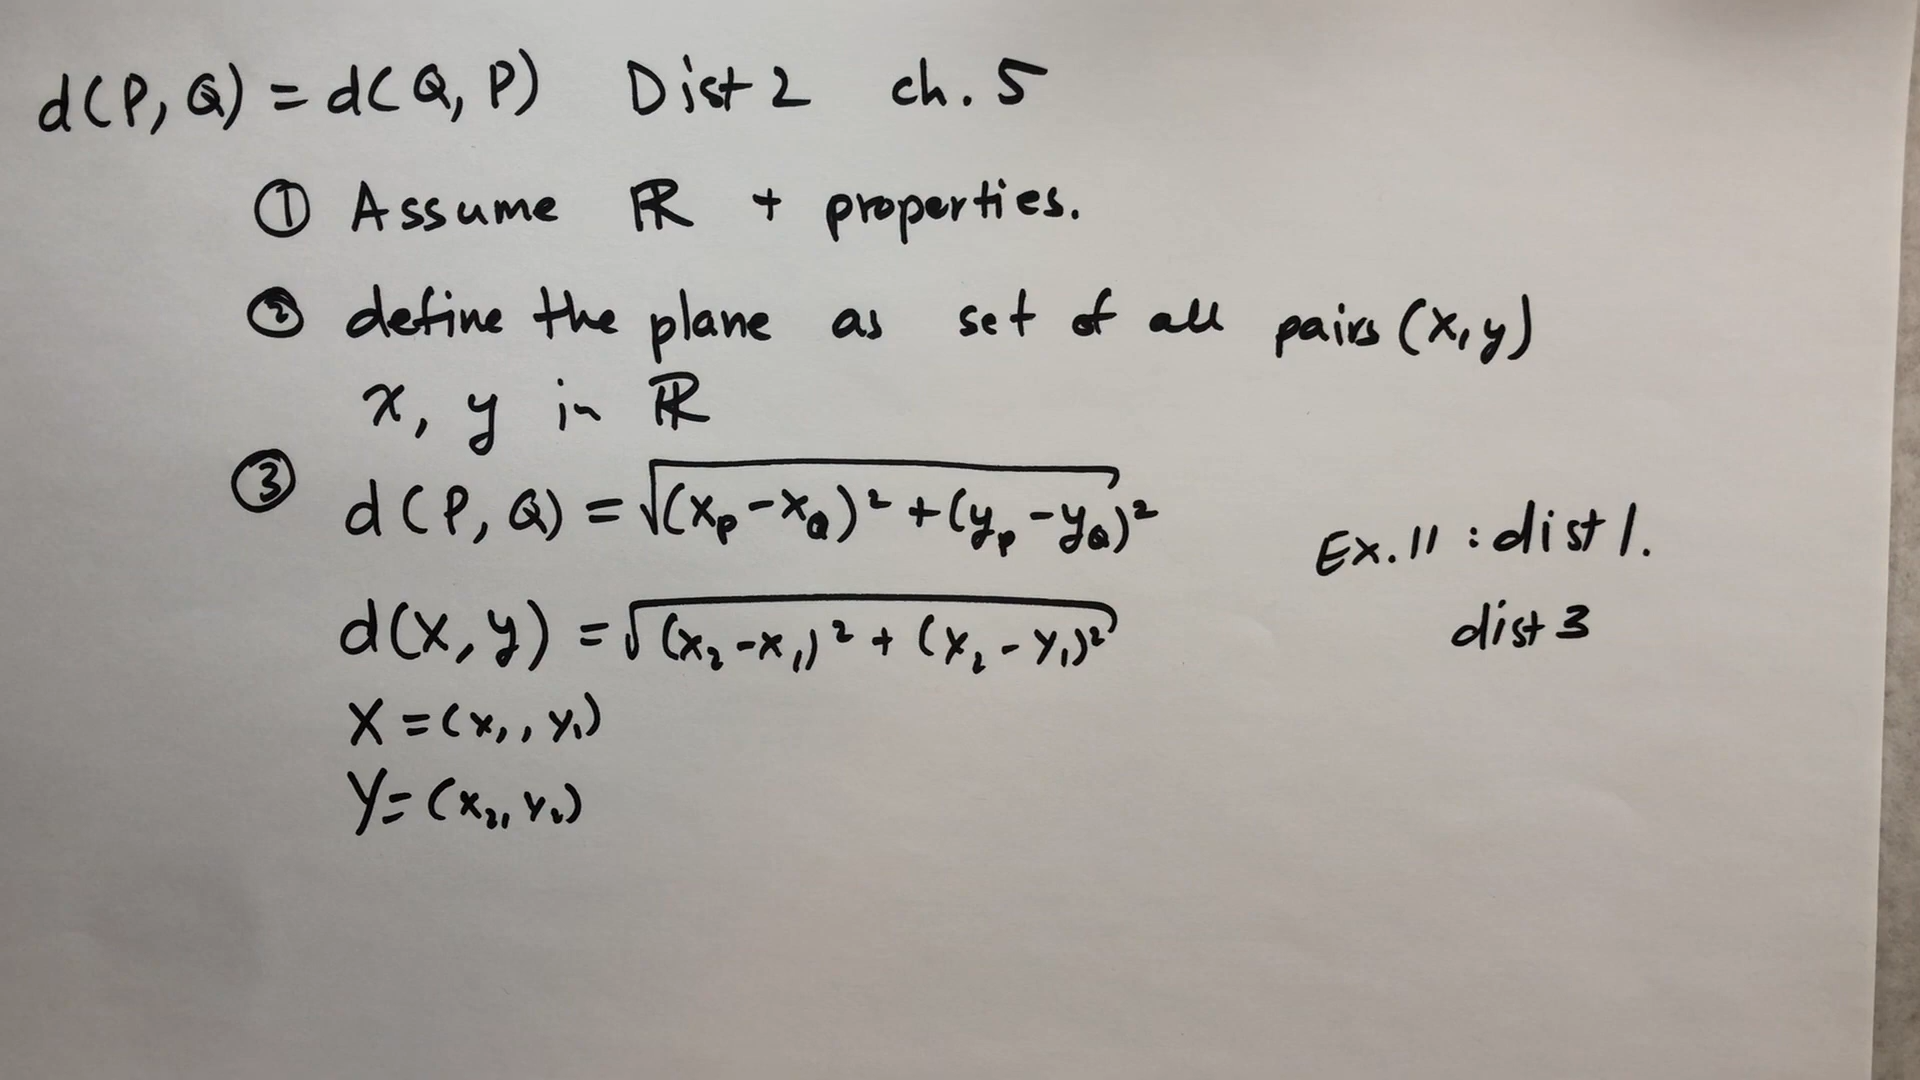 d(P, Q) = d(Q, P) Dist 2 ch. 5
① Assume ℝ + properties.
② define the plane as set of all pairs (x, y)
x, y in ℝ
③ d(P, Q) = √(x_P - x_Q)² + (y_P - y_Q)²
Ex. 11 : dist 1.
d(X, Y) = √(x₂ - x₁)² + (x₂ - y₁)²
dist 3
X = (x₁, y₁)
Y = (x₂, y₂)